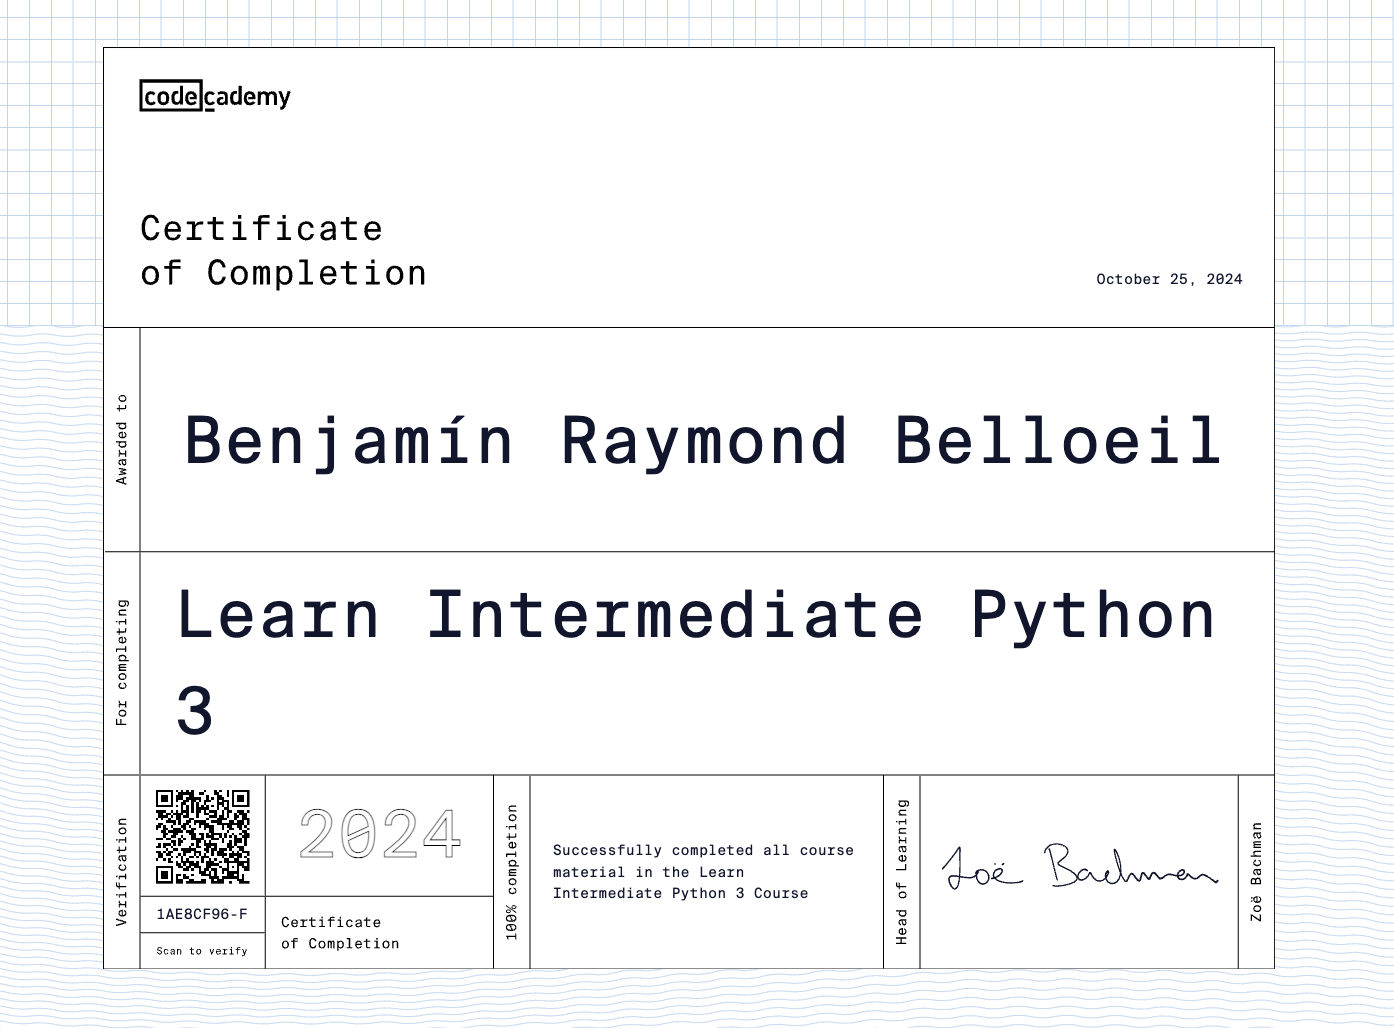 codecademy
Certificate
of Completion
October 25, 2024
Awarded to
Benjamín Raymond Belloeil
For completing
Learn Intermediate Python
3
Verification
1AE8CF96-F
Scan to verify
2024
Certificate
of Completion
100% completion
Successfully completed all course
material in the Learn
Intermediate Python 3 Course
Head of Learning
Zoë Bachman
Zoë Bachman